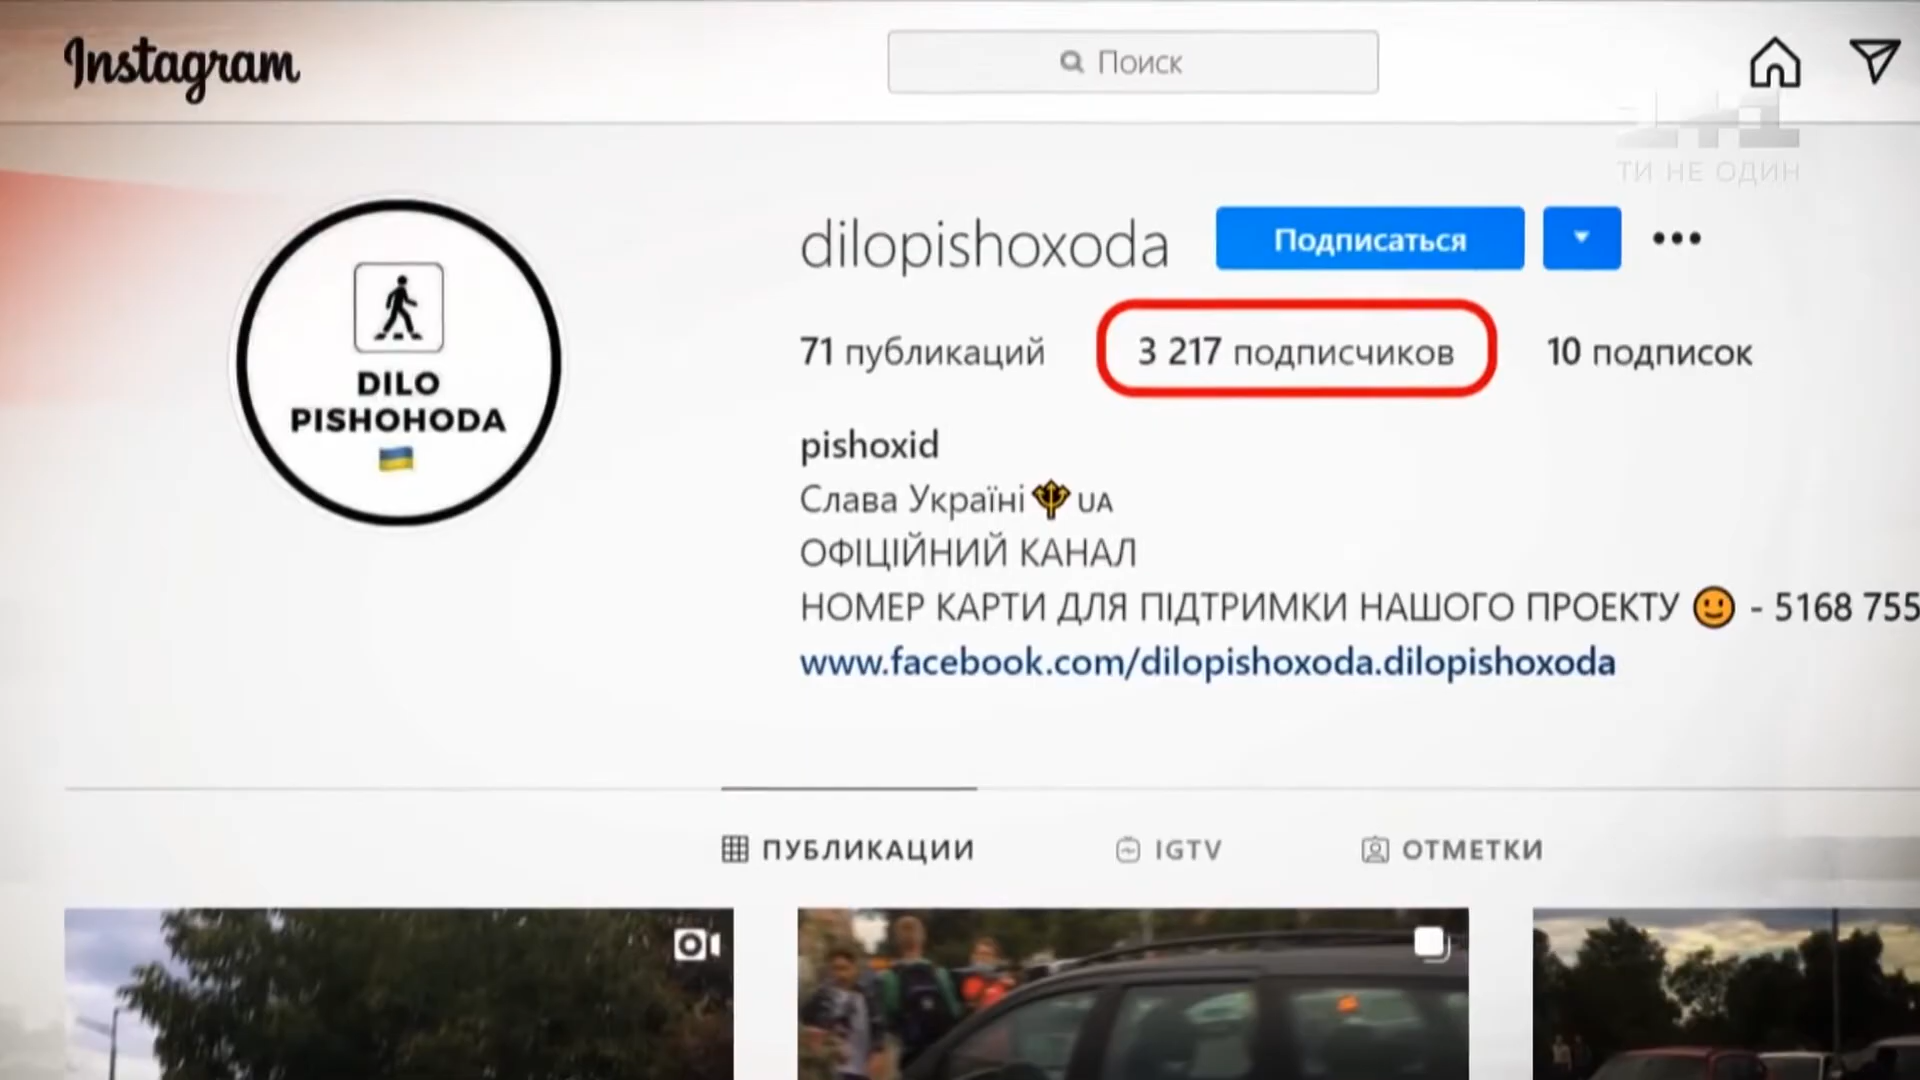 Instagram
Поиск
ТИ НЕ ОДИН
dilopishoxoda Подписаться
71 публикаций 3 217 подписчиков 10 подписок
DILO
PISHOHODA
pishoxid
Слава Україні UA
ОФІЦІЙНИЙ КАНАЛ
НОМЕР КАРТИ ДЛЯ ПІДТРИМКИ НАШОГО ПРОЕКТУ - 5168 755
www.facebook.com/dilopishoxoda.dilopishoxoda
ПУБЛИКАЦИИ IGTV ОТМЕТКИ